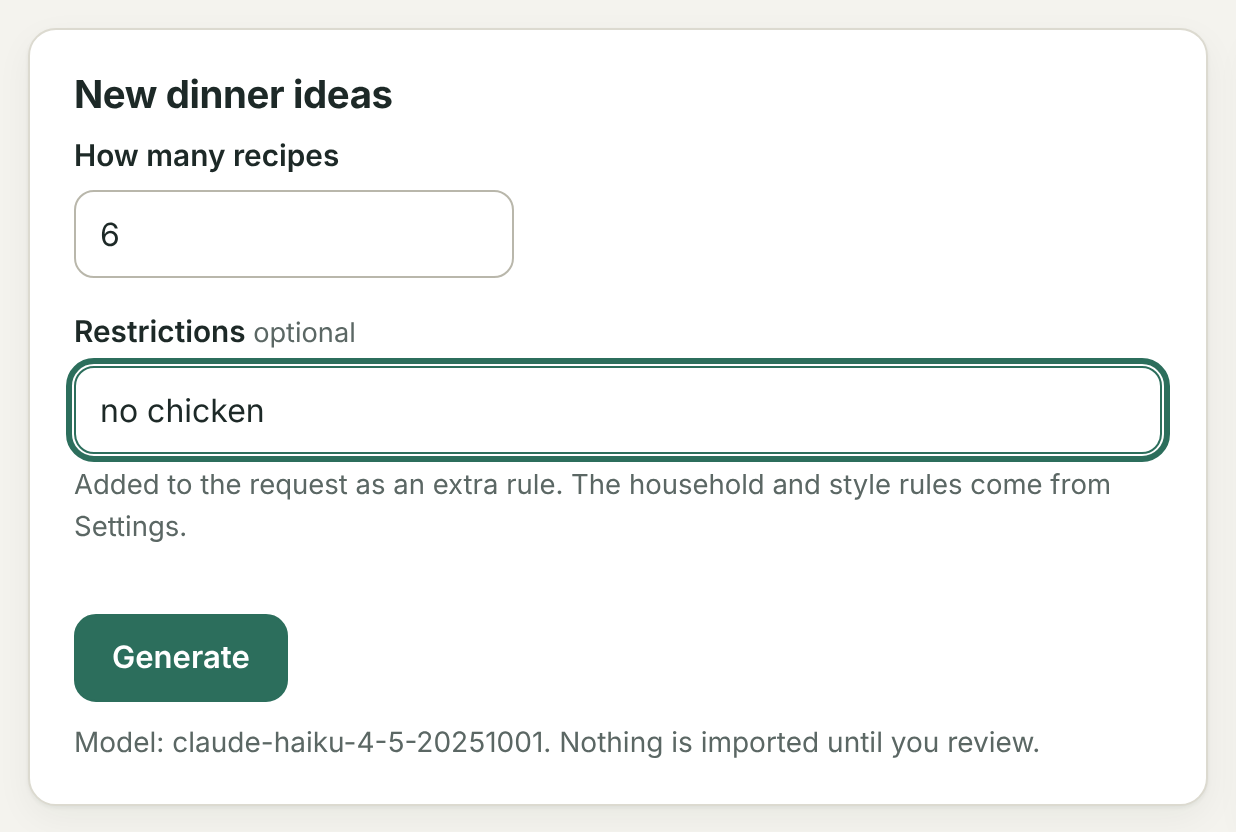 New dinner ideas
How many recipes
6
Restrictions optional
no chicken
Added to the request as an extra rule. The household and style rules come from
Settings.
Generate
Model: claude-haiku-4-5-20251001. Nothing is imported until you review.